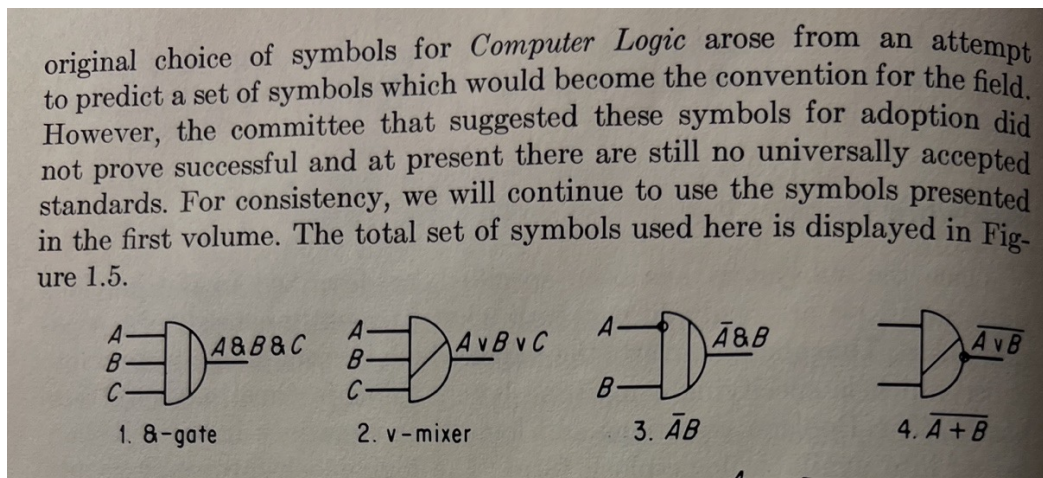 original choice of symbols for Computer Logic arose from an attempt
to predict a set of symbols which would become the convention for the field.
However, the committee that suggested these symbols for adoption did
not prove successful and at present there are still no universally accepted
standards. For consistency, we will continue to use the symbols presented
in the first volume. The total set of symbols used here is displayed in Fig-
ure 1.5.
A
B
C
A&B&C
1. &-gate
A
B
C
A v B v C
2. v-mixer
A
B
Ā&B
3. ĀB
A̅ ̅v̅ ̅B̅
4. A̅ ̅+̅ ̅B̅